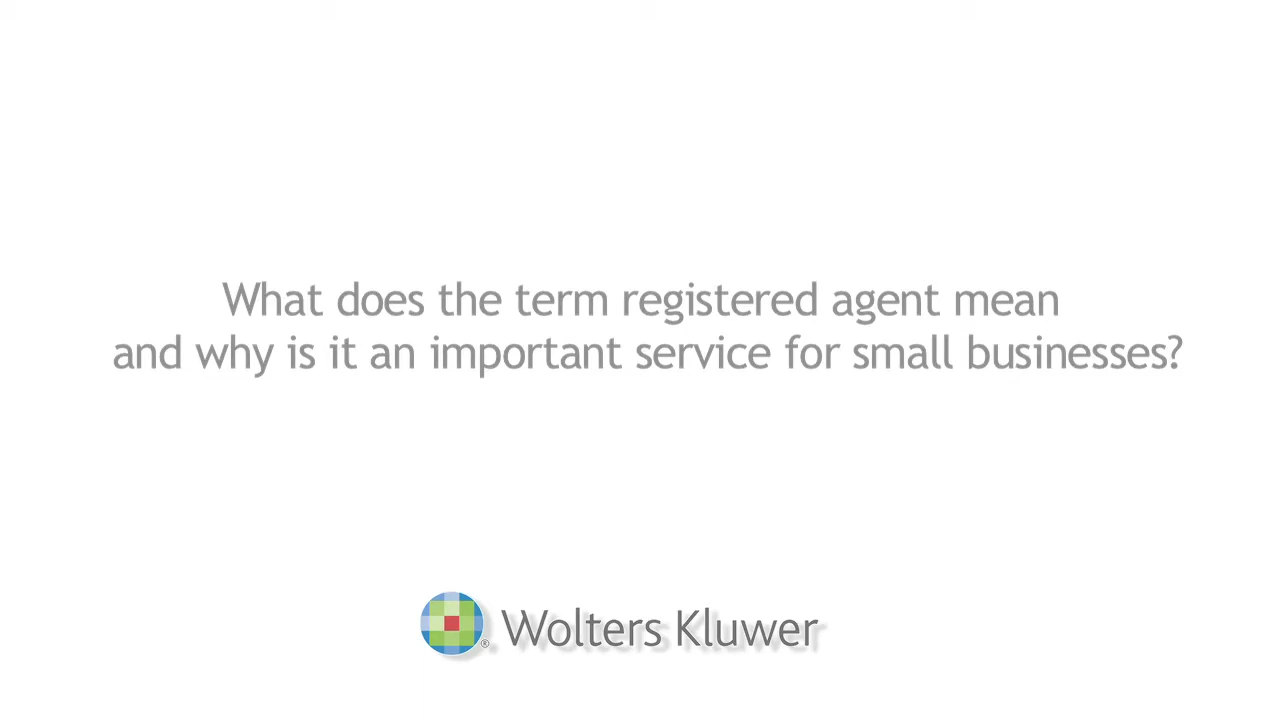 What does the term registered agent mean
and why is it an important service for small businesses?
® Wolters Kluwer